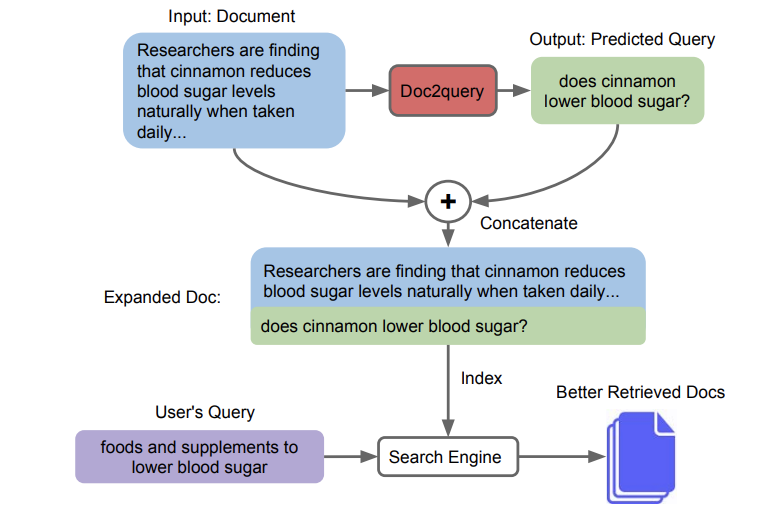 Input: Document
Researchers are finding
that cinnamon reduces
blood sugar levels
naturally when taken
daily...
Doc2query
Output: Predicted Query
does cinnamon
lower blood sugar?
+
Concatenate
Expanded Doc:
Researchers are finding that cinnamon reduces
blood sugar levels naturally when taken daily...
does cinnamon lower blood sugar?
Index
User's Query
foods and supplements to
lower blood sugar
Search Engine
Better Retrieved Docs